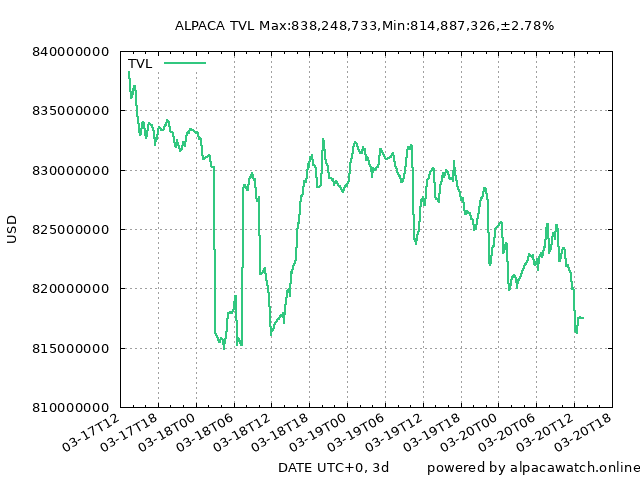 ALPACA TVL Max:838,248,733,Min:814,887,326,±2.78%
840000000
TVL
835000000
830000000
825000000
USD
820000000
815000000
810000000
03-17T12
03-17T18
03-18T00
03-18T06
03-18T12
03-18T18
03-19T00
03-19T06
03-19T12
03-19T18
03-20T00
03-20T06
03-20T12
03-20T18
DATE UTC+0, 3d
powered by alpacawatch.online